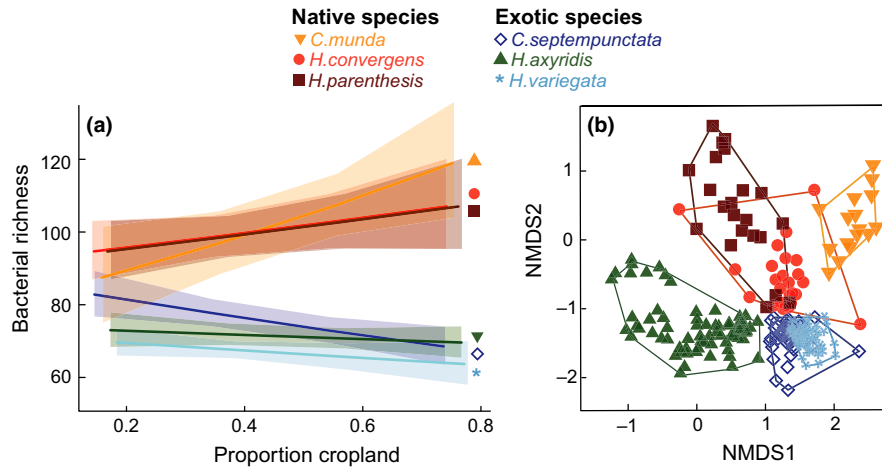 Native species
Exotic species
C.munda
C.septempunctata
H.convergens
H.axyridis
H.parenthesis
H.variegata
(a)
Bacterial richness
120
100
80
60
0.2
0.4
0.6
0.8
Proportion cropland
(b)
NMDS2
1
0
−1
−2
−1
0
1
2
NMDS1